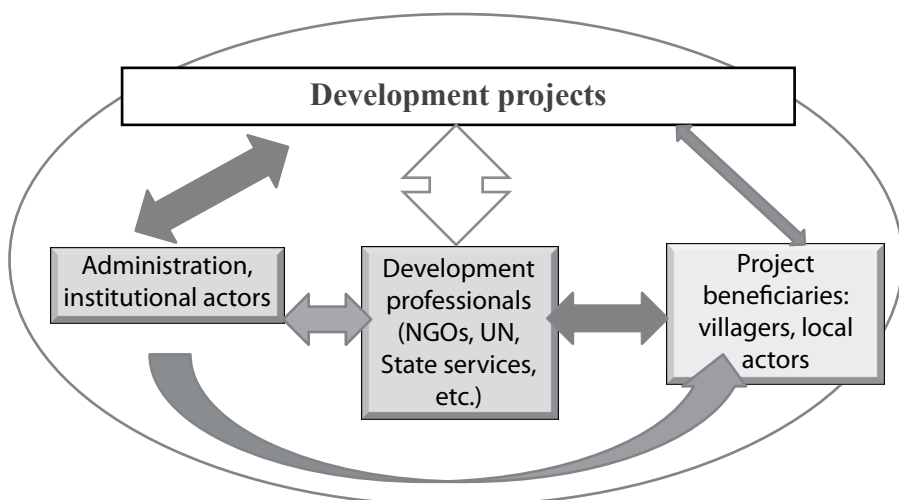 Development projects
Administration,
institutional actors
Development
professionals
(NGOs, UN,
State services,
etc.)
Project
beneficiaries:
villagers, local
actors